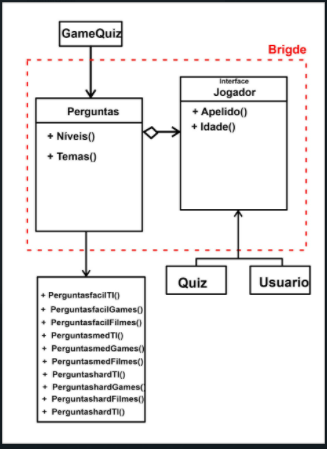 GameQuiz
Brigde
Perguntas
+ Níveis()
+ Temas()
Interface
Jogador
+ Apelido()
+ Idade()
Quiz
Usuario
+ PerguntasfacilTI()
+ PerguntasfacilGames()
+ PerguntasfacilFilmes()
+ PerguntasmedTI()
+ PerguntasmedGames()
+ PerguntasmedFilmes()
+ PerguntashardTI()
+ PerguntashardGames()
+ PerguntashardFilmes()
+ PerguntashardTI()